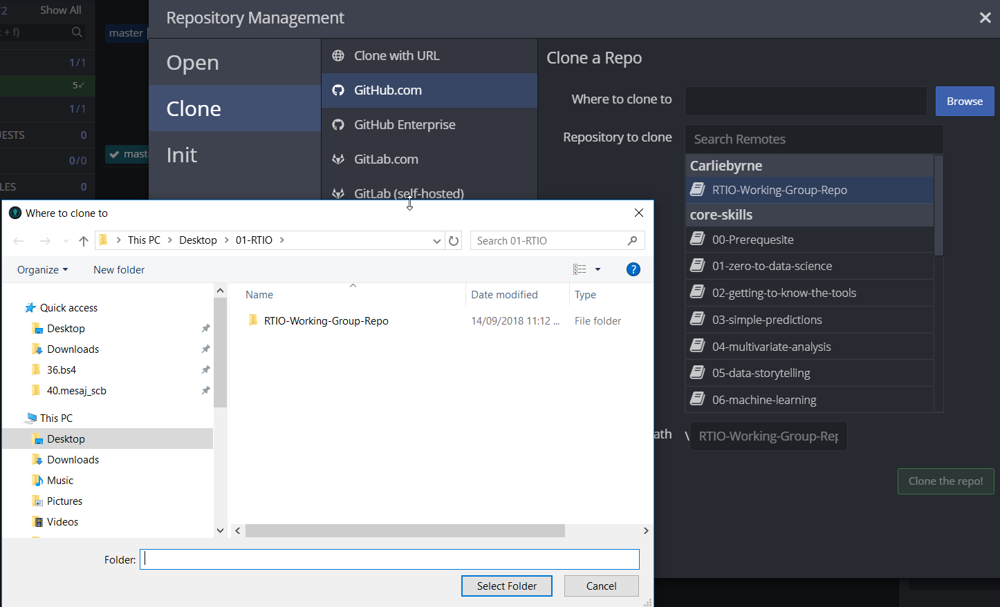 2
Show All
+ f)
master
1/1
5
1/1
UESTS 0
0/0
LES 0
Repository Management
Open
Clone
Init
Clone with URL
GitHub.com
GitHub Enterprise
GitLab.com
GitLab (self-hosted)
Clone a Repo
Where to clone to
Browse
Repository to clone
Search Remotes
Carliebyrne
RTIO-Working-Group-Repo
core-skills
00-Prerequesite
01-zero-to-data-science
02-getting-to-know-the-tools
03-simple-predictions
04-multivariate-analysis
05-data-storytelling
06-machine-learning
ath \ RTIO-Working-Group-Rep
Clone the repo!
Where to clone to
This PC > Desktop > 01-RTIO >
Search 01-RTIO
Organize
New folder
?
Quick access
Desktop
Downloads
36.bs4
40.mesaj_scb
This PC
Desktop
Downloads
Music
Pictures
Videos
Name Date modified Type
RTIO-Working-Group-Repo 14/09/2018 11:12 ... File folder
Folder:
Select Folder
Cancel